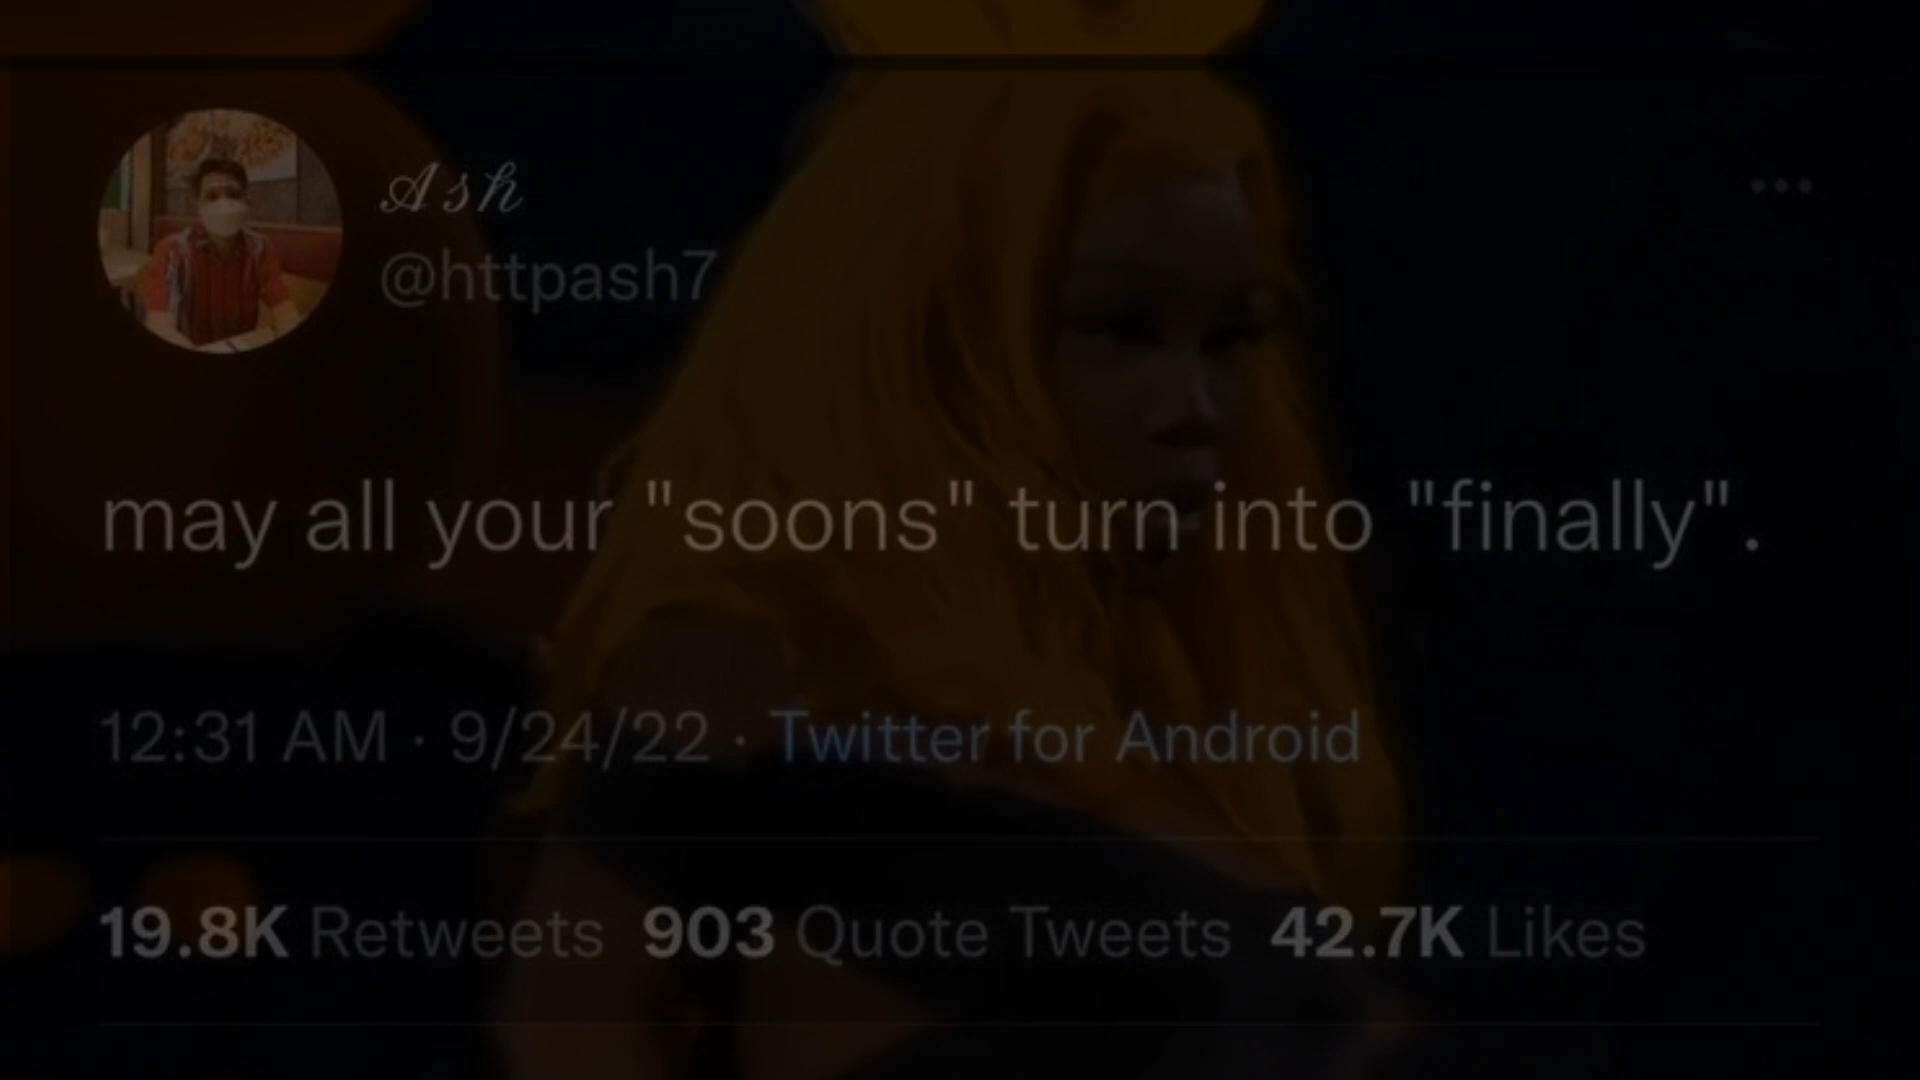 Ash
@httpash7
may all your "soons" turn into "finally".
12:31 AM · 9/24/22 · Twitter for Android
19.8K Retweets 903 Quote Tweets 42.7K Likes